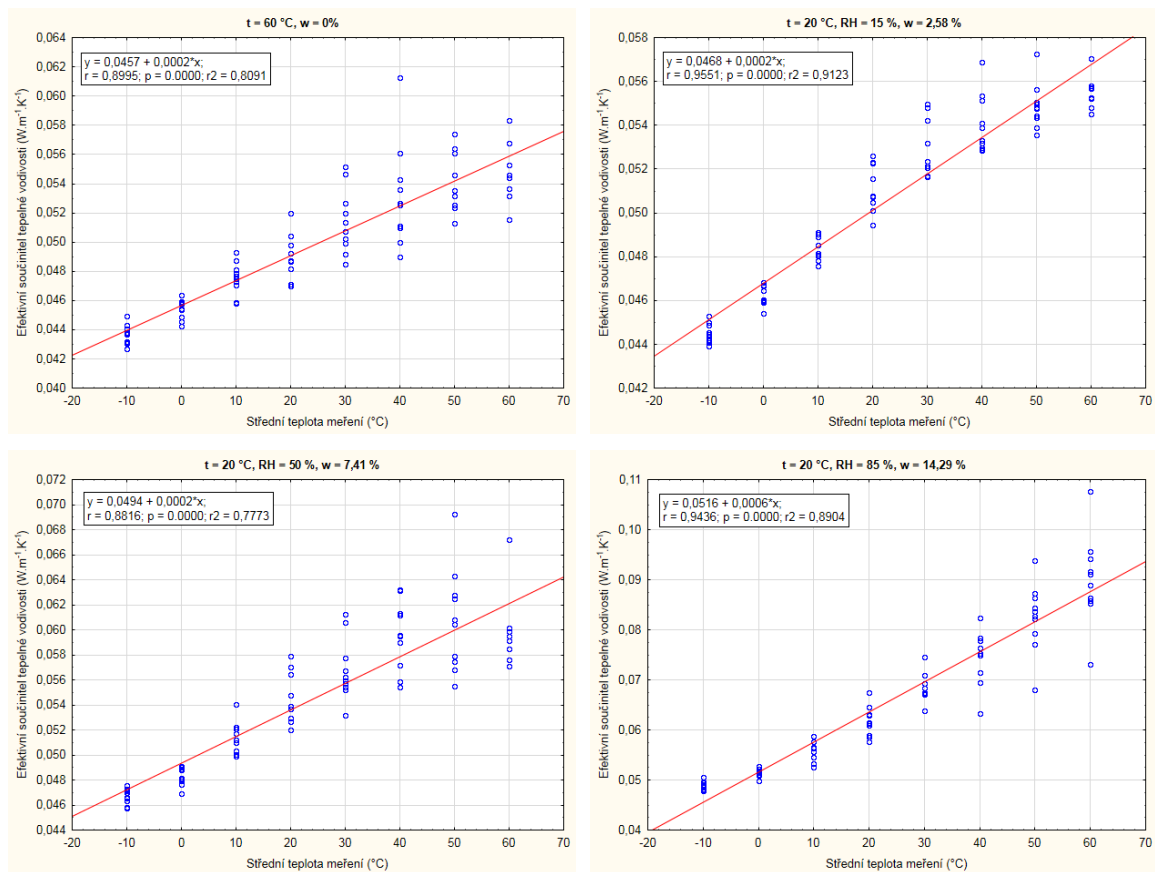 t = 60 °C, w = 0%
y = 0,0457 + 0,0002*x;
r = 0,8995; p = 0.0000; r2 = 0,8091
Efektivní součinitel tepelné vodivosti (W.m⁻¹.K⁻¹)
0,064
0,062
0,060
0,058
0,056
0,054
0,052
0,050
0,048
0,046
0,044
0,042
0,040
-20 -10 0 10 20 30 40 50 60 70
Střední teplota meření (°C)
t = 20 °C, RH = 15 %, w = 2,58 %
y = 0,0468 + 0,0002*x;
r = 0,9551; p = 0.0000; r2 = 0,9123
Efektivní součinitel tepelné vodivosti (W.m⁻¹.K⁻¹)
0,058
0,056
0,054
0,052
0,050
0,048
0,046
0,044
0,042
-20 -10 0 10 20 30 40 50 60 70
Střední teplota meření (°C)
t = 20 °C, RH = 50 %, w = 7,41 %
y = 0,0494 + 0,0002*x;
r = 0,8816; p = 0.0000; r2 = 0,7773
Efektivní součinitel tepelné vodivosti (W.m⁻¹.K⁻¹)
0,072
0,070
0,068
0,066
0,064
0,062
0,060
0,058
0,056
0,054
0,052
0,050
0,048
0,046
0,044
-20 -10 0 10 20 30 40 50 60 70
Střední teplota meření (°C)
t = 20 °C, RH = 85 %, w = 14,29 %
y = 0,0516 + 0,0006*x;
r = 0,9436; p = 0.0000; r2 = 0,8904
Efektivní součinitel tepelné vodivosti (W.m⁻¹.K⁻¹)
0,11
0,10
0,09
0,08
0,07
0,06
0,05
0,04
-20 -10 0 10 20 30 40 50 60 70
Střední teplota meření (°C)